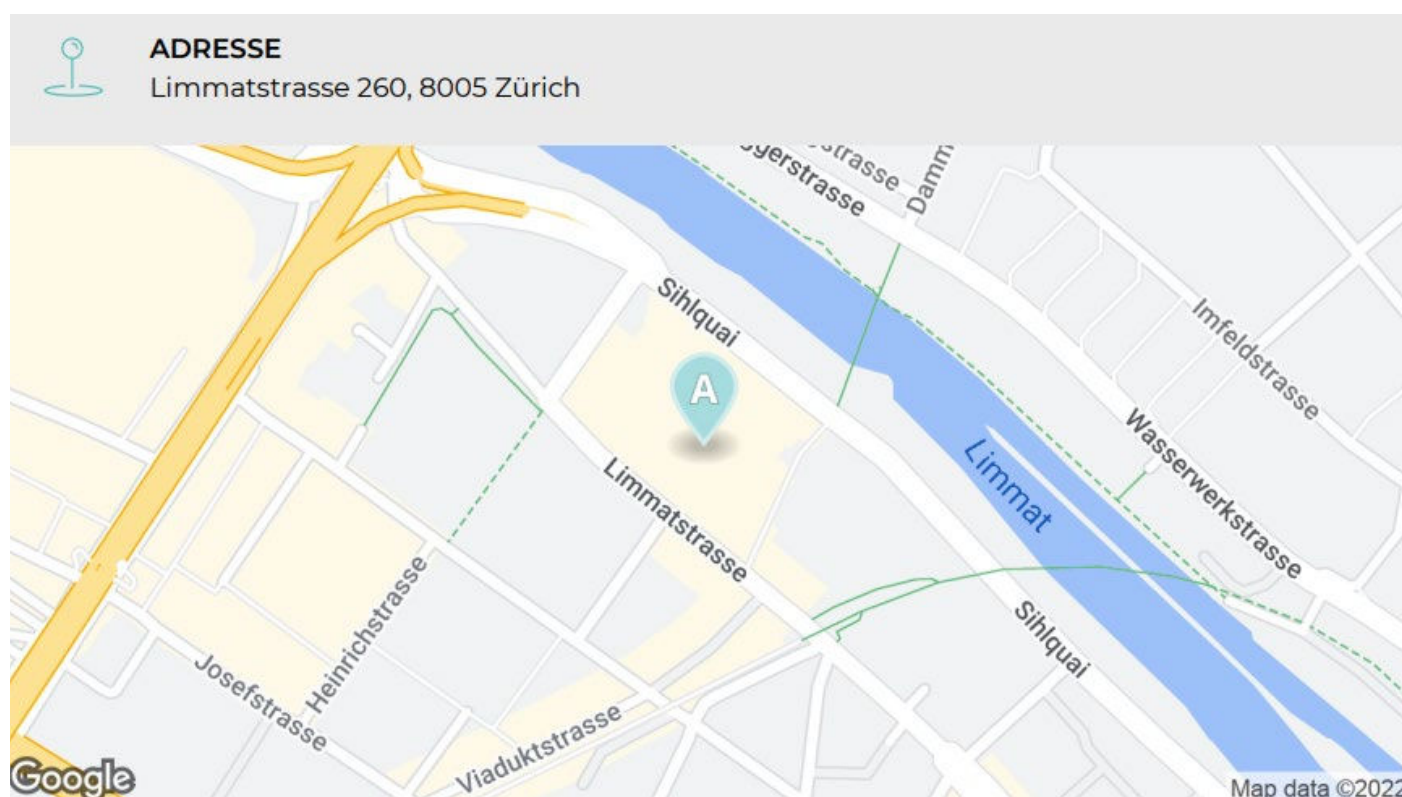 ADRESSE
Limmatstrasse 260, 8005 Zürich
Sihlquai
A
Imfeldstrasse
Limmatstrasse
Limmat
Wasserwerkstrasse
Heinrichstrasse
Josefstrasse
Sihlquai
Viaduktstrasse
Google
Map data ©2022